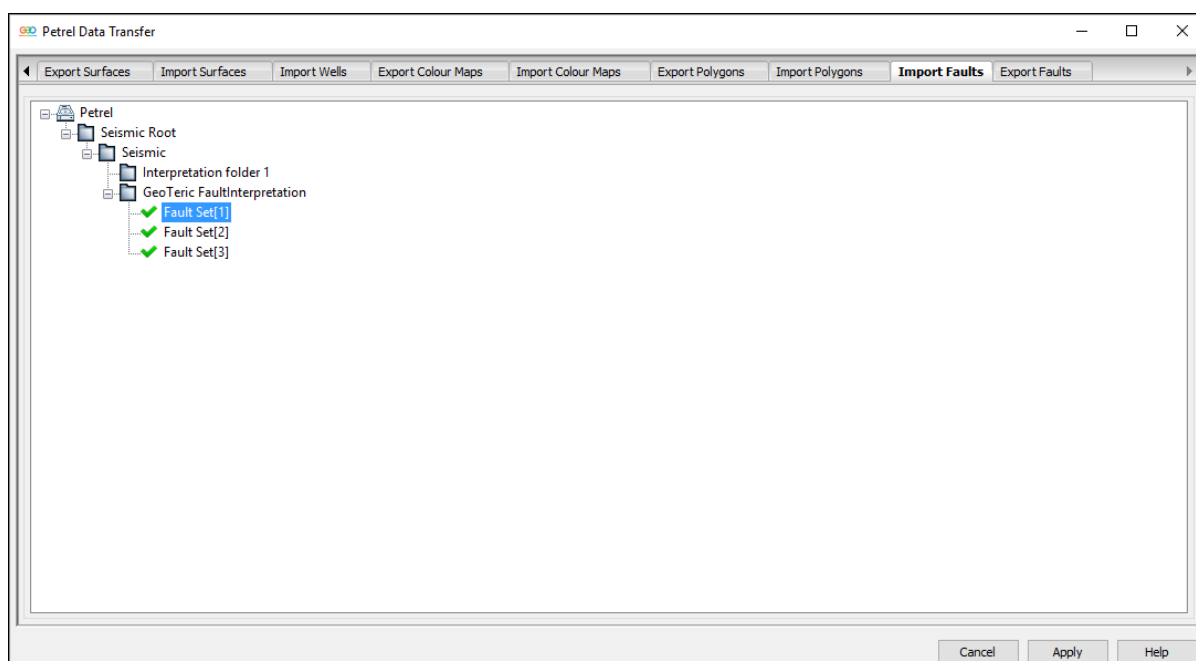 GEO Petrel Data Transfer
Export Surfaces Import Surfaces Import Wells Export Colour Maps Import Colour Maps Export Polygons Import Polygons Import Faults Export Faults
Petrel
Seismic Root
Seismic
Interpretation folder 1
GeoTeric FaultInterpretation
Fault Set[1]
Fault Set[2]
Fault Set[3]
Cancel Apply Help